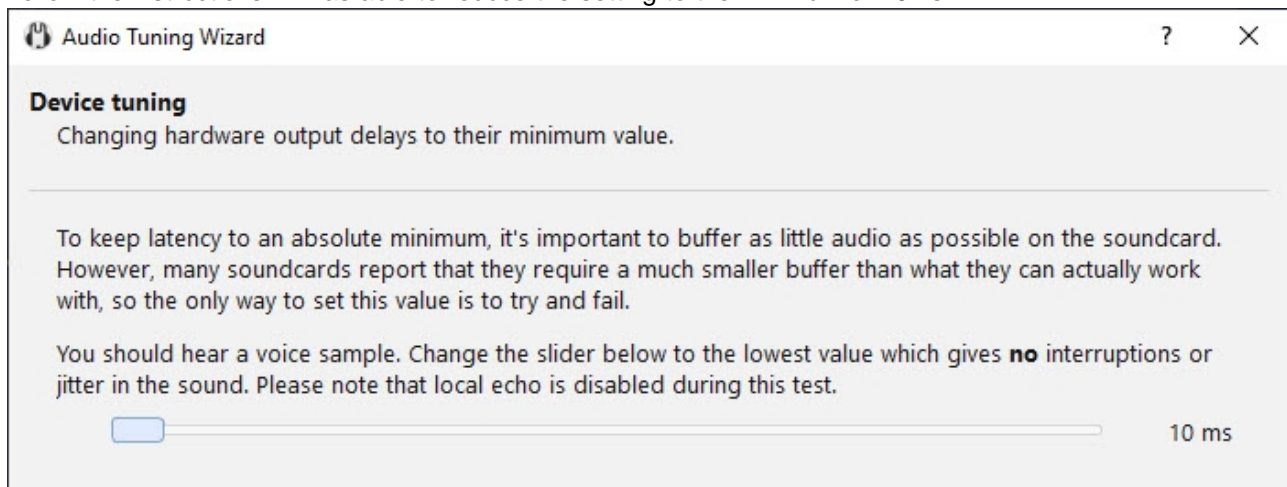 Audio Tuning Wizard
?
Device tuning
Changing hardware output delays to their minimum value.
To keep latency to an absolute minimum, it's important to buffer as little audio as possible on the soundcard.
However, many soundcards report that they require a much smaller buffer than what they can actually work
with, so the only way to set this value is to try and fail.
You should hear a voice sample. Change the slider below to the lowest value which gives no interruptions or
jitter in the sound. Please note that local echo is disabled during this test.
10 ms